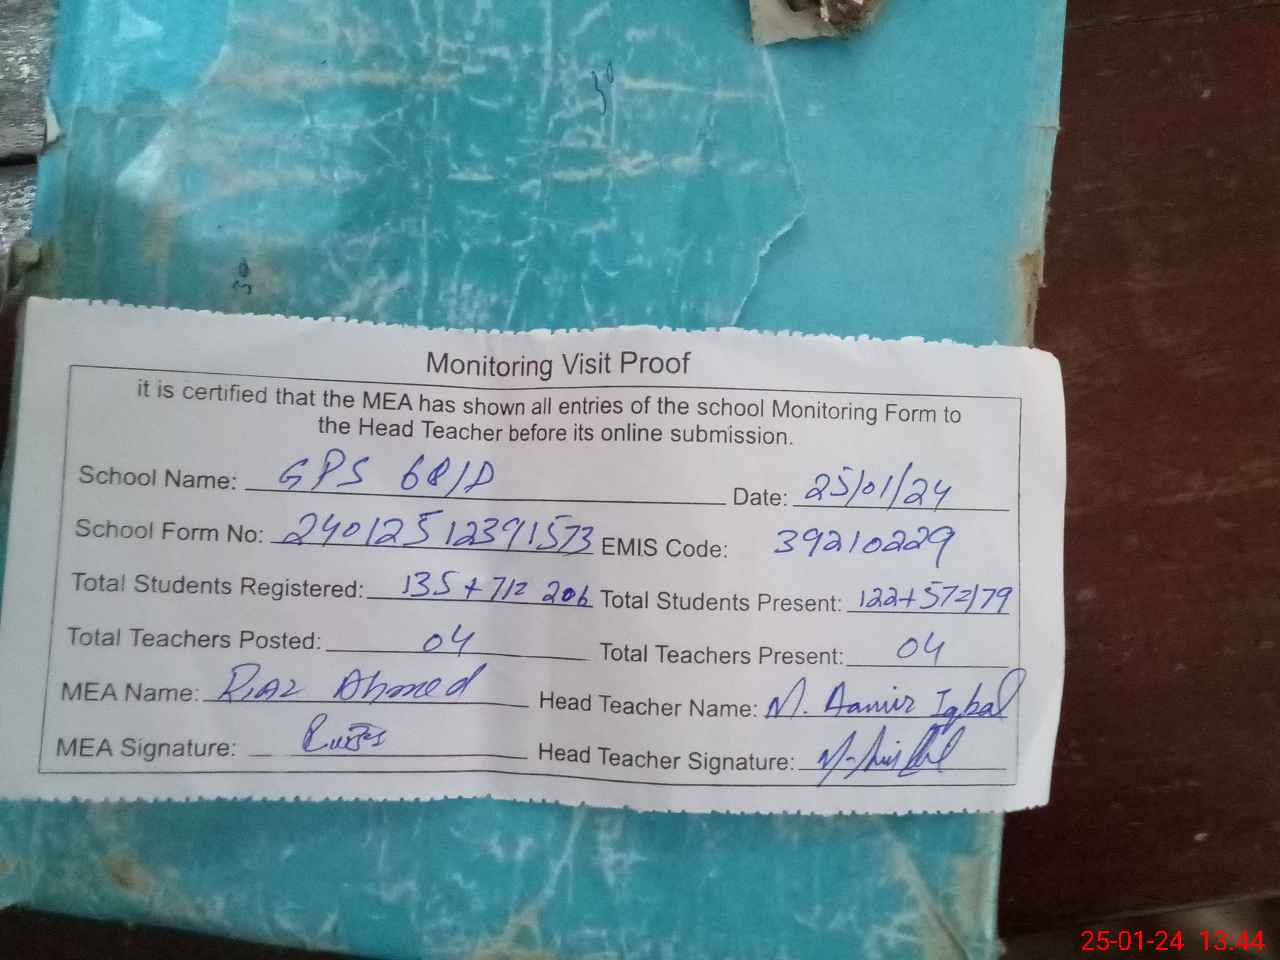 Monitoring Visit Proof
it is certified that the MEA has shown all entries of the school Monitoring Form to
the Head Teacher before its online submission.
School Name: GPS 68/D Date: 25/01/24
School Form No: 24012512391573 EMIS Code: 39210229
Total Students Registered: 135+71= 206 Total Students Present: 122+57=179
Total Teachers Posted: 04 Total Teachers Present: 04
MEA Name: Riaz Ahmed Head Teacher Name: M. Aamir Iqbal
MEA Signature: Head Teacher Signature:
25-01-24 13:44